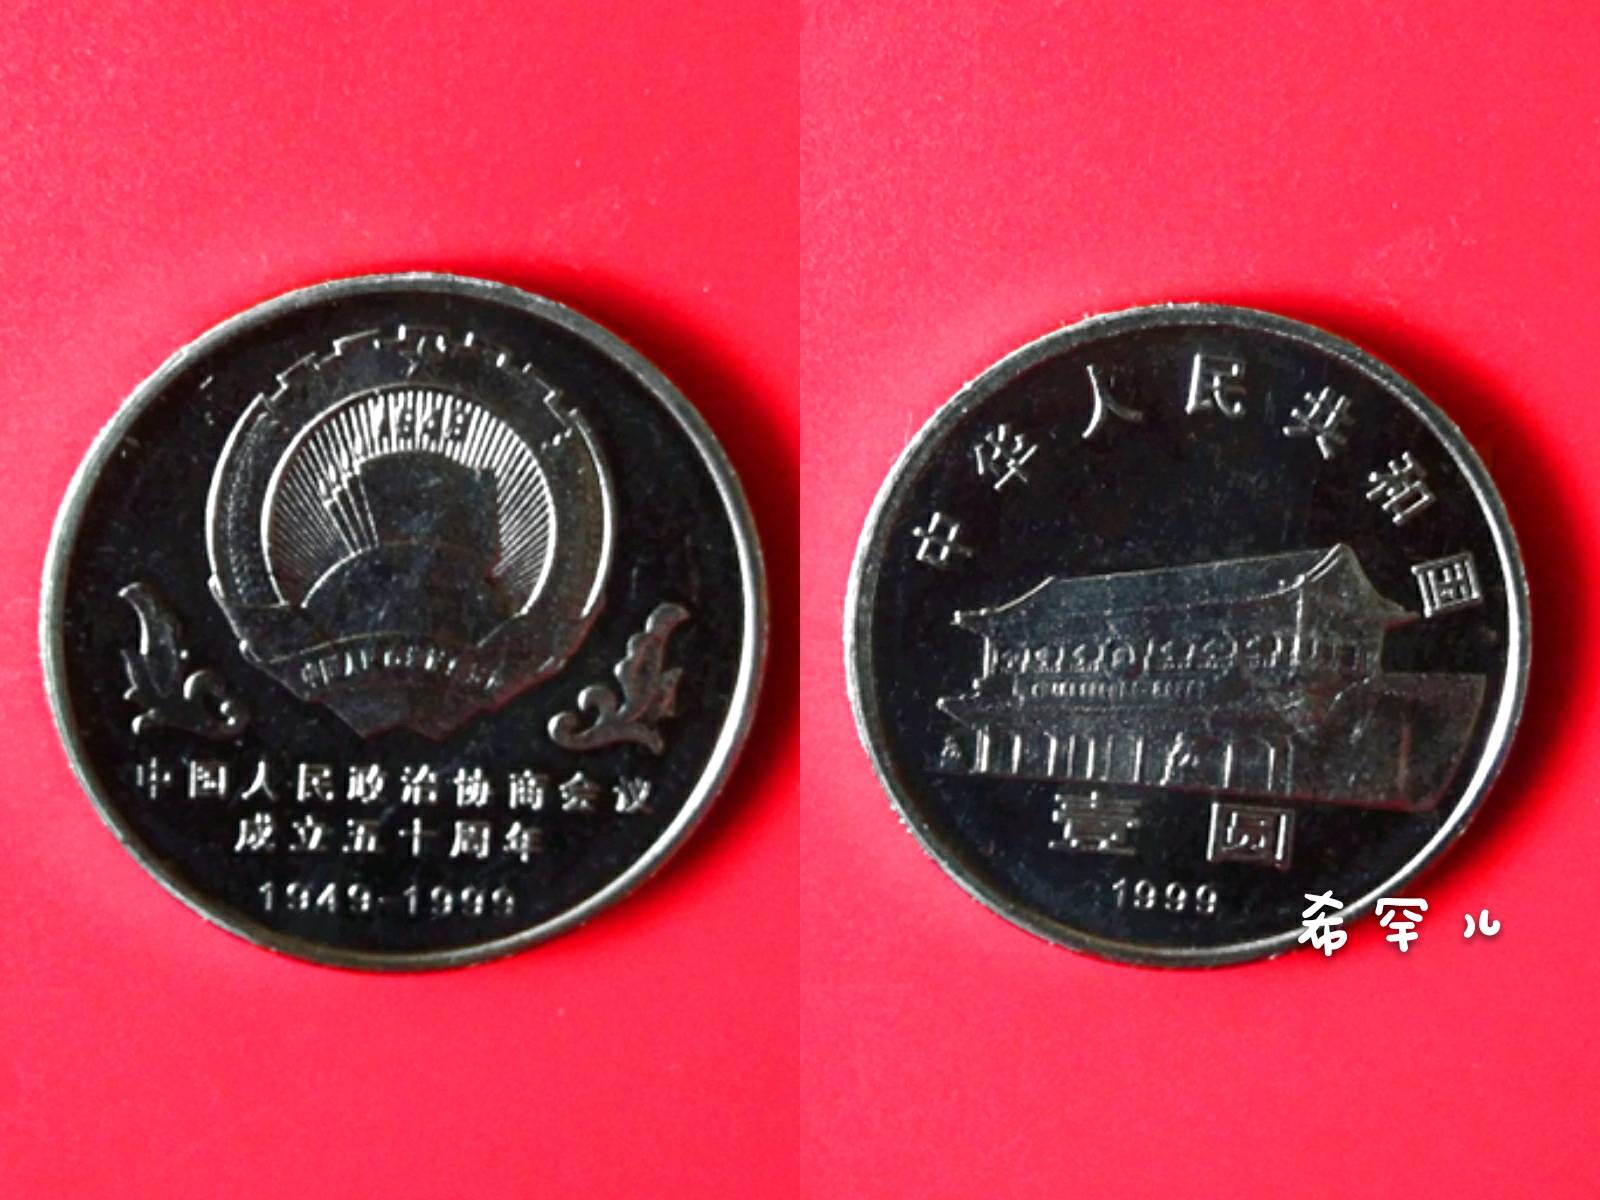 中国人民政治协商会议
成立五十周年
1949-1999
中华人民共和国
壹圆
1999
希罕儿